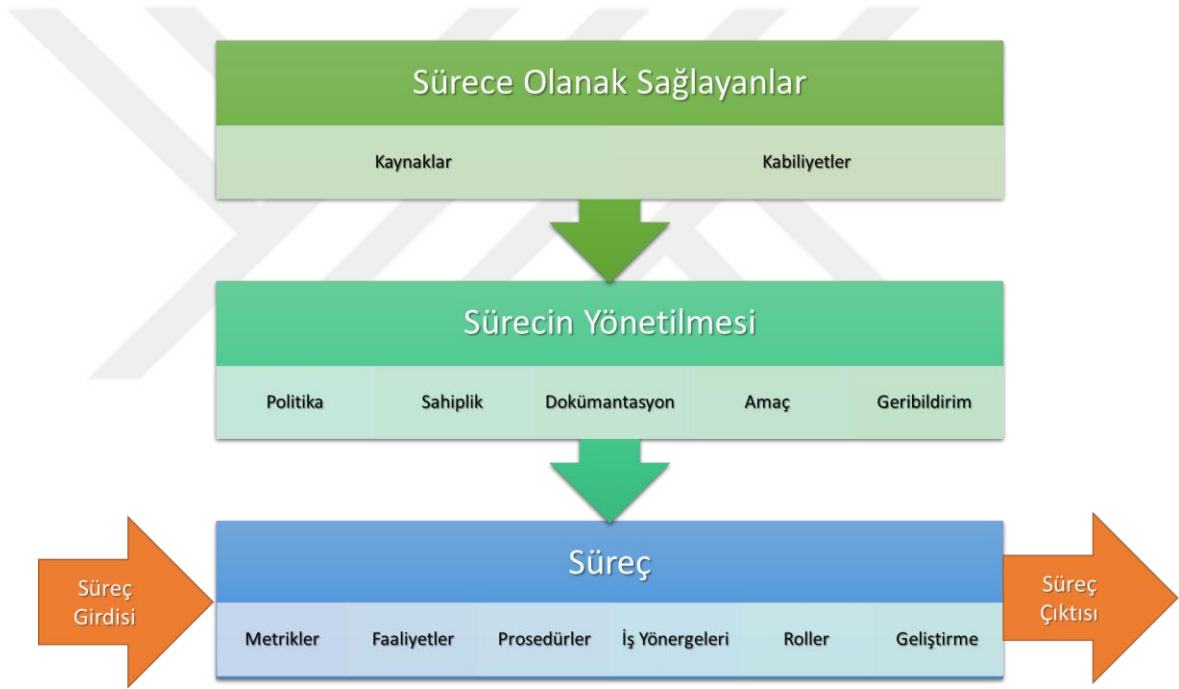 Sürece Olanak Sağlayanlar
Kaynaklar Kabiliyetler
Sürecin Yönetilmesi
Politika Sahiplik Dokümantasyon Amaç Geribildirim
Süreç
Girdisi
Süreç
Metrikler Faaliyetler Prosedürler İş Yönergeleri Roller Geliştirme
Süreç
Çıktısı